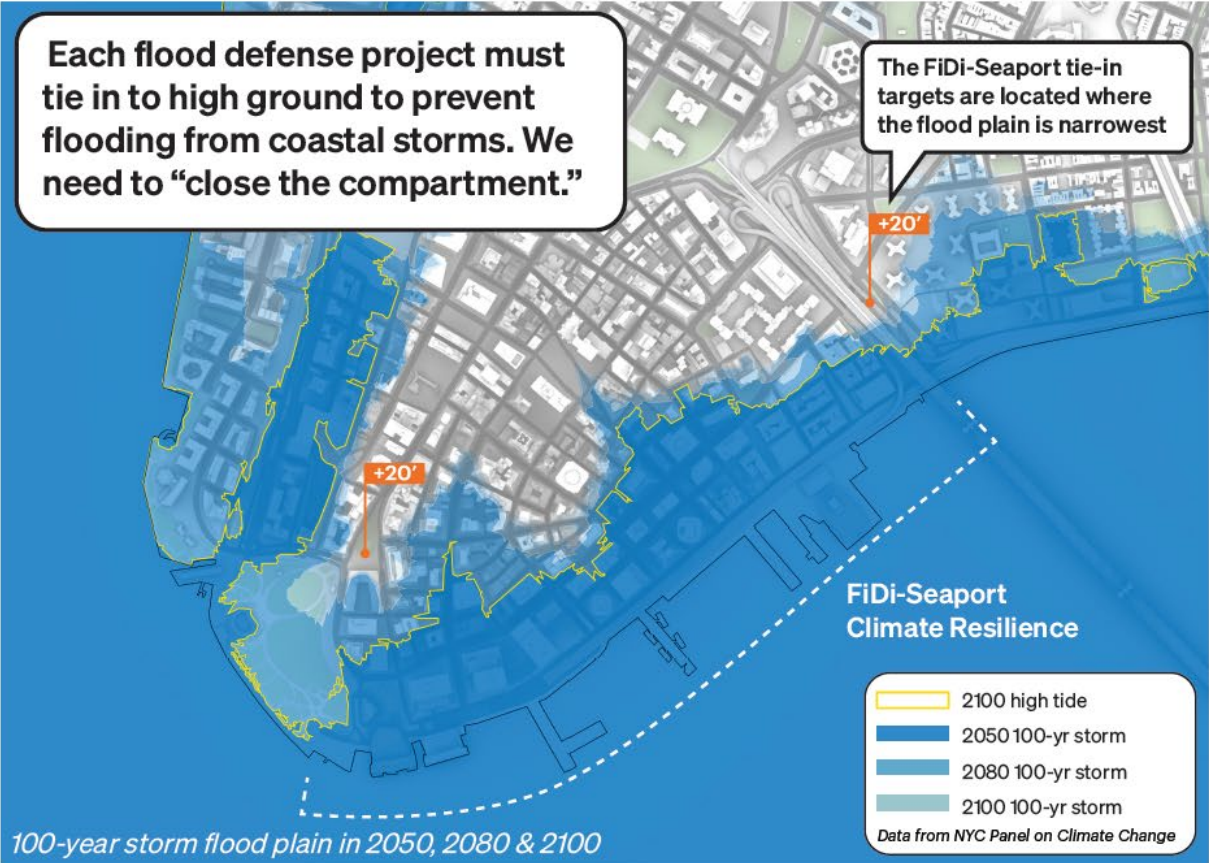 Each flood defense project must
tie in to high ground to prevent
flooding from coastal storms. We
need to “close the compartment.”
The FiDi-Seaport tie-in
targets are located where
the flood plain is narrowest
+20’
+20’
FiDi-Seaport
Climate Resilience
2100 high tide
2050 100-yr storm
2080 100-yr storm
2100 100-yr storm
Data from NYC Panel on Climate Change
100-year storm flood plain in 2050, 2080 & 2100